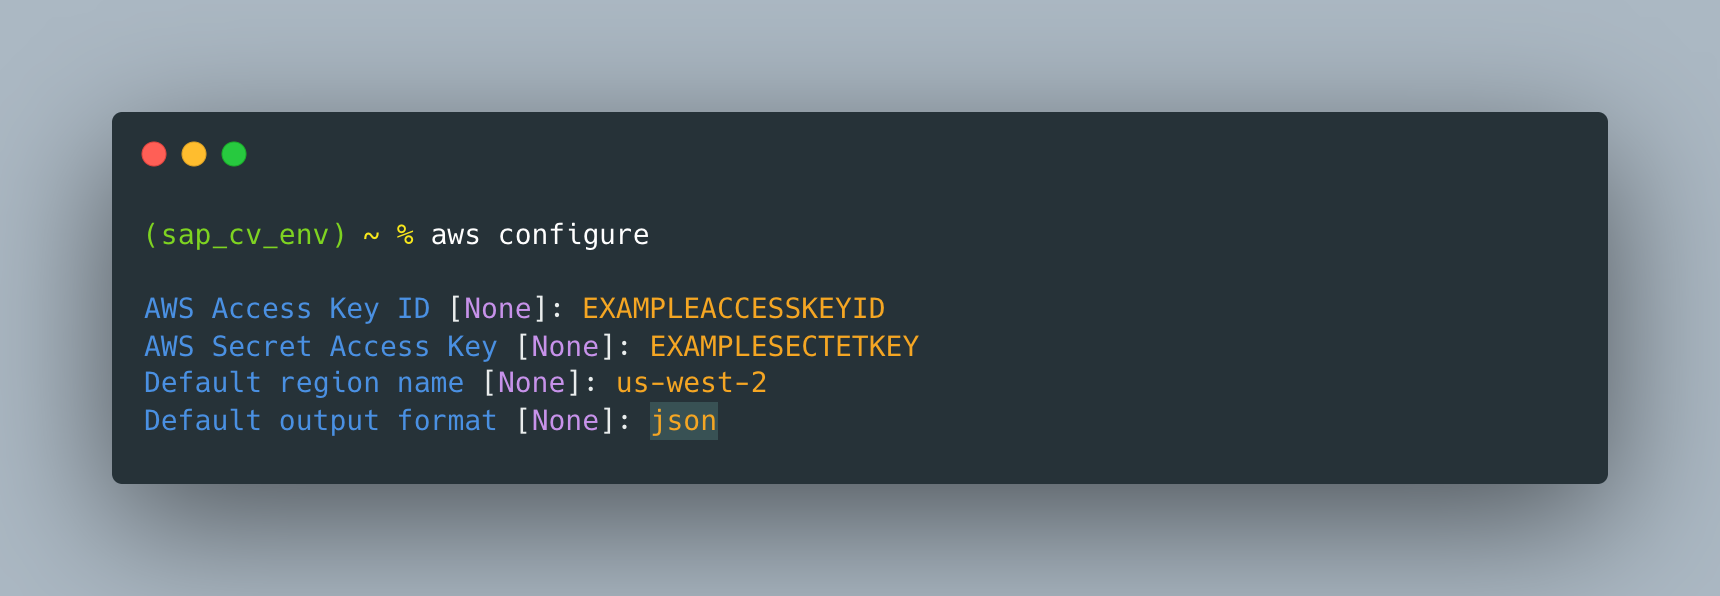 (sap_cv_env) ~ % aws configure
AWS Access Key ID [None]: EXAMPLEACCESSKEYID
AWS Secret Access Key [None]: EXAMPLESECTETKEY
Default region name [None]: us-west-2
Default output format [None]: json